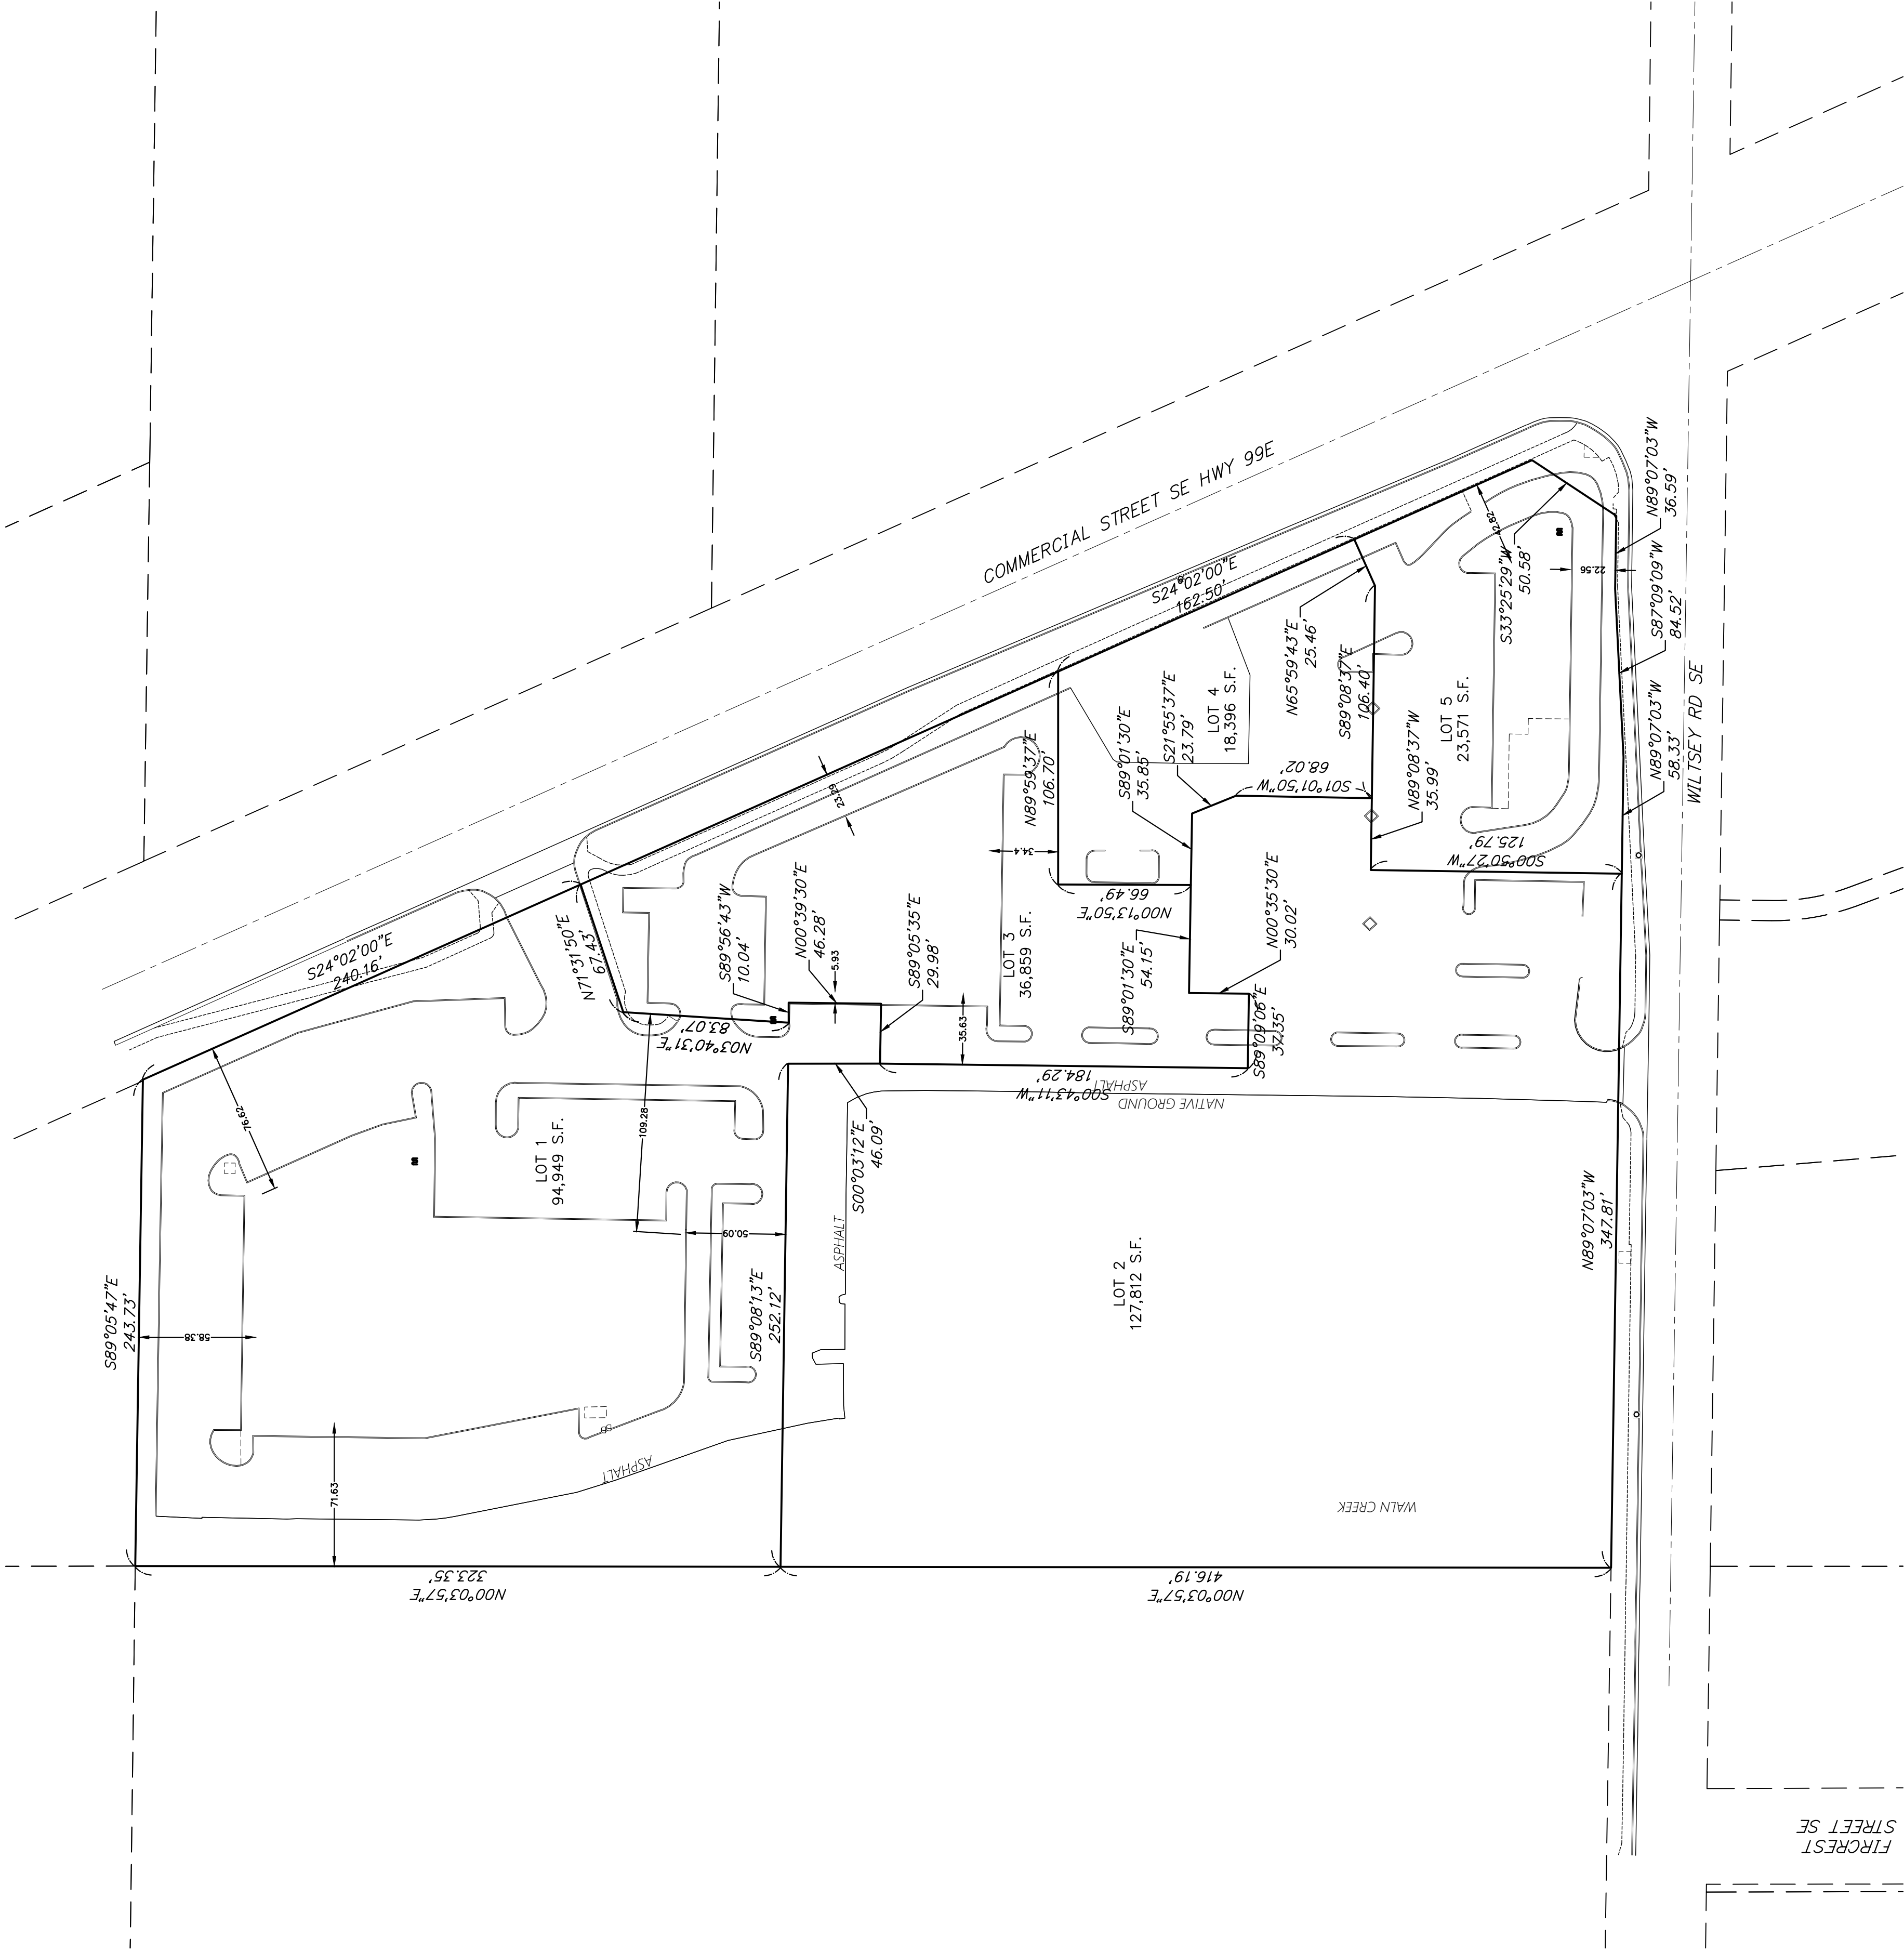 COMMERCIAL STREET SE HWY 99E
S24°02'00"E
162.50'
S24°02'00"E
240.16'
N71°31'50"E
67.43'
N03°40'31"E
83.07'
S89°56'43"W
10.04'
N00°39'30"E
46.28'
5.93
S89°05'35"E
29.98'
23.29
34.4
N89°59'37"E
106.70'
N00°13'50"E
66.49'
LOT 3
36,859 S.F.
35.63
S89°01'30"E
35.85'
S21°55'37"E
23.79'
LOT 4
18,396 S.F.
N65°59'43"E
25.46'
S89°08'37"E
106.40'
S01°01'50"W
68.02'
N89°08'37"W
35.99'
LOT 5
23,571 S.F.
S33°25'29"W
50.58'
22.56
N89°07'03"W
36.59'
S87°09'09"W
84.52'
N89°07'03"W
58.33'
WILTSEY RD SE
S00°50'27"W
125.79'
S89°01'30"E
54.15'
N00°35'30"E
30.02'
S89°09'06"E
37.35'
S00°43'11"W
184.29'
ASPHALT
NATIVE GROUND
S00°03'12"E
46.09'
ASPHALT
76.62
109.28
LOT 1
94,949 S.F.
50.09
S89°08'13"E
252.12'
S89°05'47"E
243.73'
58.38
71.63
ASPHALT
LOT 2
127,812 S.F.
N89°07'03"W
347.81'
WALN CREEK
N00°03'57"E
323.35'
N00°03'57"E
416.19'
FIRCREST
STREET SE